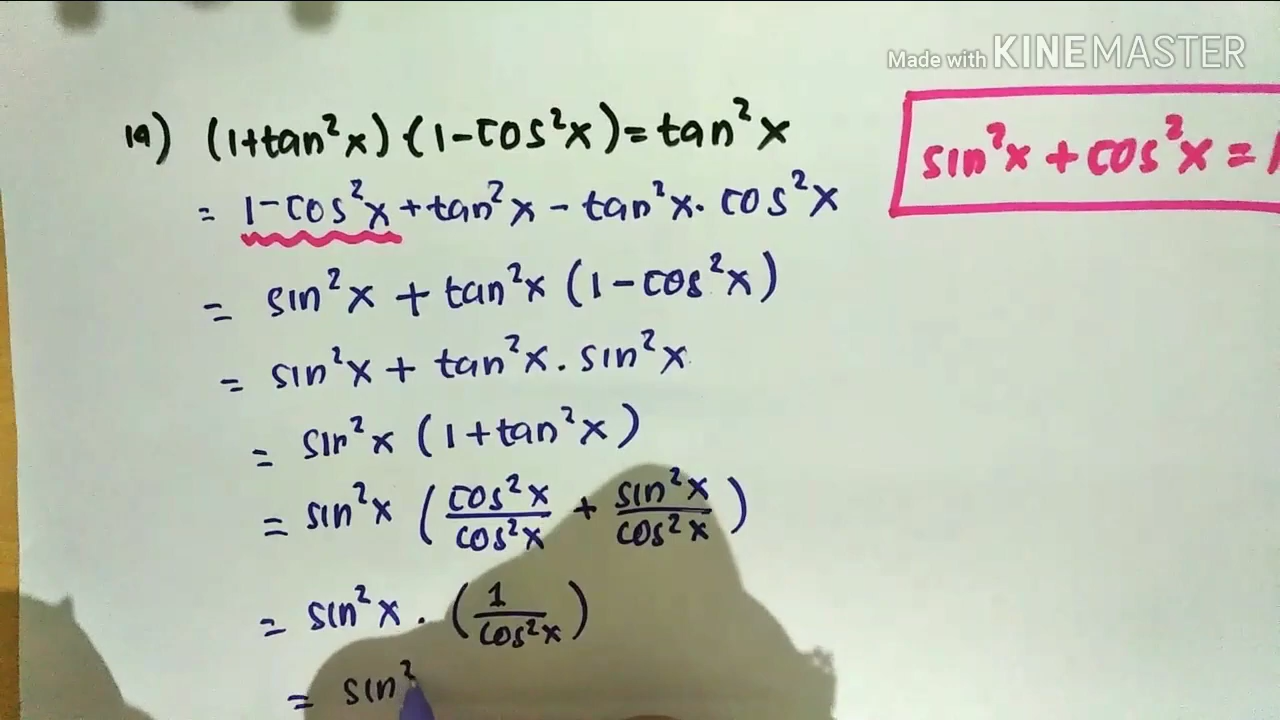 Made with KINEMASTER
19) (1+tan²x)(1-cos²x)=tan²x
sin²x + cos²x = 1
= 1-cos²x + tan²x - tan²x. cos²x
= sin²x + tan²x (1-cos²x)
= sin²x + tan²x. sin²x
= sin²x (1+tan²x)
= sin²x (cos²x/cos²x + sin²x/cos²x)
= sin²x . (1/cos²x)
= sin²